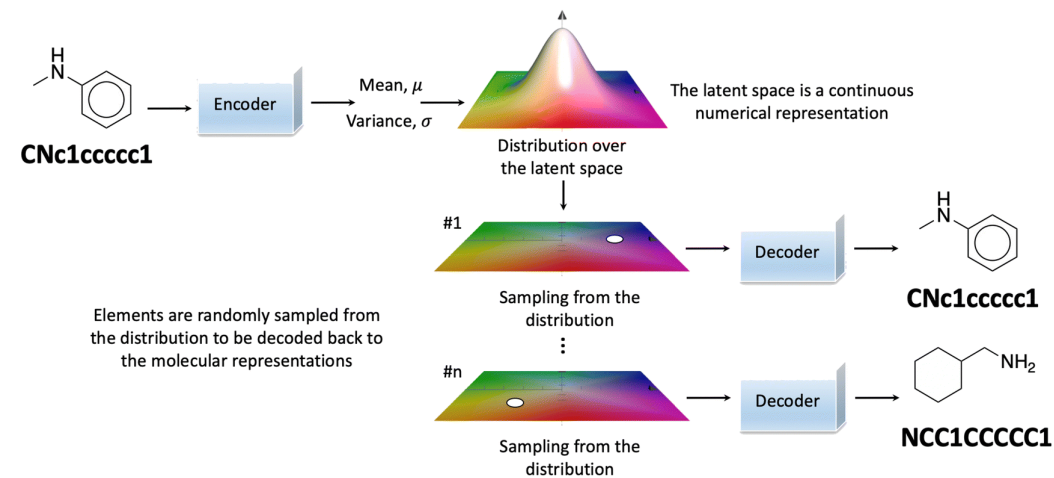 H
N
CNc1ccccc1
Encoder
Mean, μ
Variance, σ
Distribution over
the latent space
The latent space is a continuous
numerical representation
#1
Sampling from the
distribution
Decoder
H
N
CNc1ccccc1
Elements are randomly sampled from
the distribution to be decoded back to
the molecular representations
#n
Sampling from the
distribution
Decoder
NH₂
NCC1CCCCC1